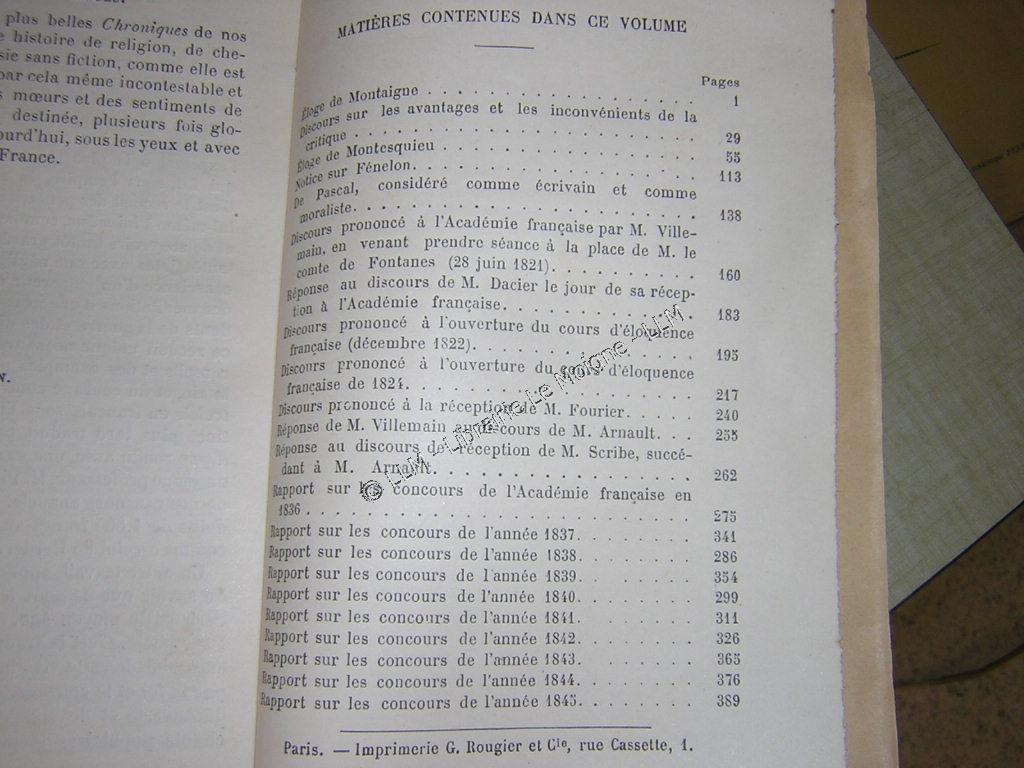 plus belles Chroniques de nos
histoire de religion, de che-
sie sans fiction, comme elle est
par cela même incontestable et
mœurs et des sentiments de
destinée, plusieurs fois glo-
ourd'hui, sous les yeux et avec
France.
N.
MATIÈRES CONTENUES DANS CE VOLUME
Pages
Éloge de Montaigne . . . . . . . . . . . . . . . . 1
Discours sur les avantages et les inconvénients de la
critique . . . . . . . . . . . . . . . . . . . 29
Éloge de Montesquieu . . . . . . . . . . . . . . 55
Notice sur Fénelon. . . . . . . . . . . . . . . . 113
De Pascal, considéré comme écrivain et comme
moraliste. . . . . . . . . . . . . . . . . . . 138
Discours prononcé à l'Académie française par M. Ville-
main, en venant prendre séance à la place de M. le
comte de Fontanes (28 juin 1821). . . . . . . . . . 160
Réponse au discours de M. Dacier le jour de sa récep-
tion à l'Académie française. . . . . . . . . . . . 183
Discours prononcé à l'ouverture du cours d'éloquence
française (décembre 1822). . . . . . . . . . . . . 195
Discours prononcé à l'ouverture du cours d'éloquence
française de 1824. . . . . . . . . . . . . . . . 217
Discours prononcé à la réception de M. Fourier. . . . 240
Réponse de M. Villemain au discours de M. Arnault. . . 255
Réponse au discours de réception de M. Scribe, succé-
dant à M. Arnault. . . . . . . . . . . . . . . . 262
Rapport sur les concours de l'Académie française en
1836 . . . . . . . . . . . . . . . . . . . . . 275
Rapport sur les concours de l'année 1837. . . . . . . 341
Rapport sur les concours de l'année 1838. . . . . . . 286
Rapport sur les concours de l'année 1839. . . . . . . 354
Rapport sur les concours de l'année 1840. . . . . . . 299
Rapport sur les concours de l'année 1841. . . . . . . 311
Rapport sur les concours de l'année 1842. . . . . . . 326
Rapport sur les concours de l'année 1843. . . . . . . 365
Rapport sur les concours de l'année 1844. . . . . . . 376
Rapport sur les concours de l'année 1845. . . . . . . 389
Paris. — Imprimerie G. Rougier et Cie, rue Cassette, 1.
© LLM - Librairie Le Moigne - LLM